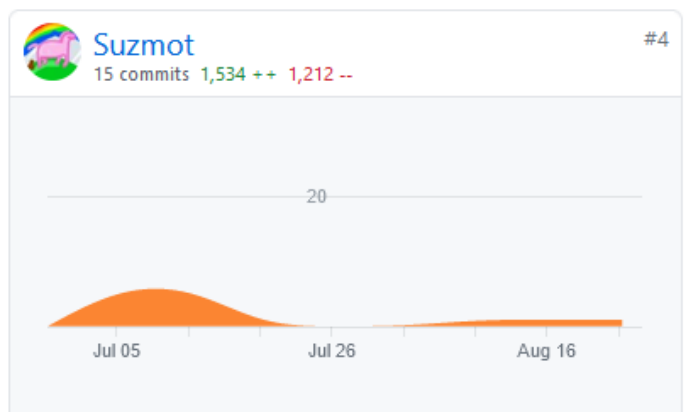 Suzmot
#4
15 commits 1,534 ++ 1,212 --
20
Jul 05 Jul 26 Aug 16